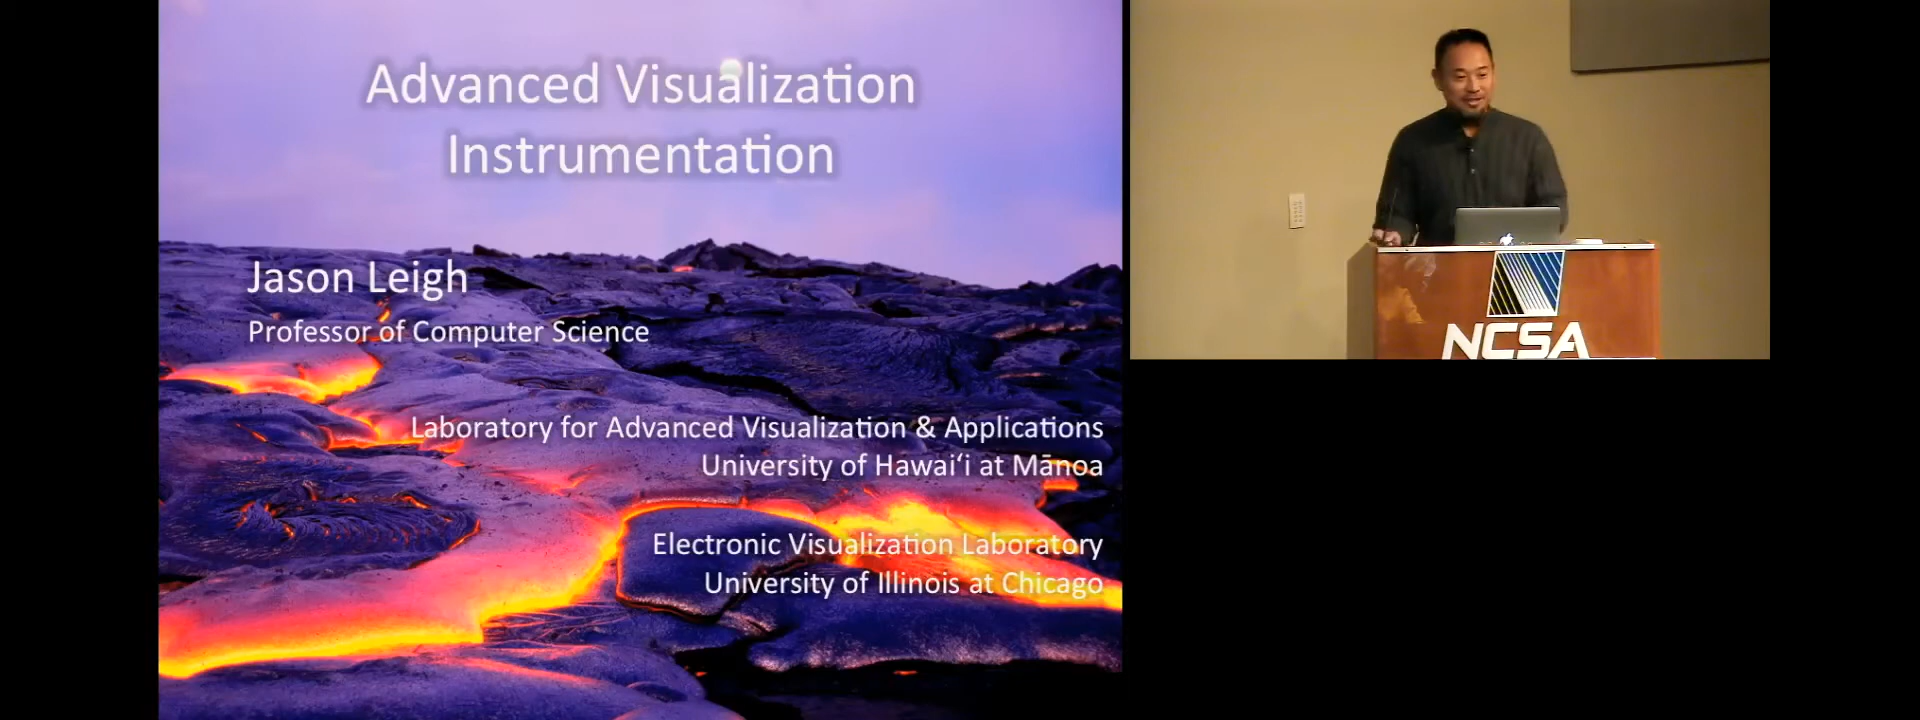 Advanced Visualization
Instrumentation
Jason Leigh
Professor of Computer Science
Laboratory for Advanced Visualization & Applications
University of Hawaiʻi at Mānoa
Electronic Visualization Laboratory
University of Illinois at Chicago
NCSA